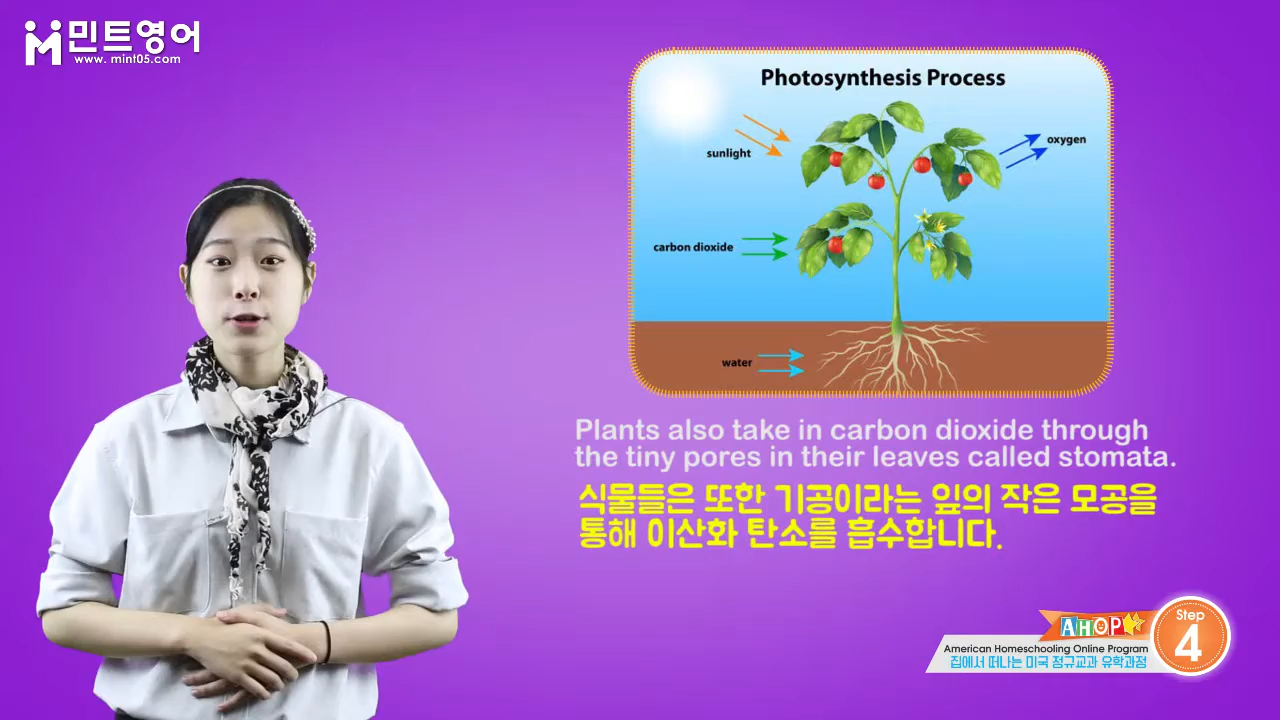 민트영어
www. mint05.com
Photosynthesis Process
sunlight
oxygen
carbon dioxide
water
Plants also take in carbon dioxide through
the tiny pores in their leaves called stomata.
식물들은 또한 기공이라는 잎의 작은 모공을
통해 이산화 탄소를 흡수합니다.
AHOP
Step
4
American Homeschooling Online Program
집에서 떠나는 미국 정규교과 유학과정